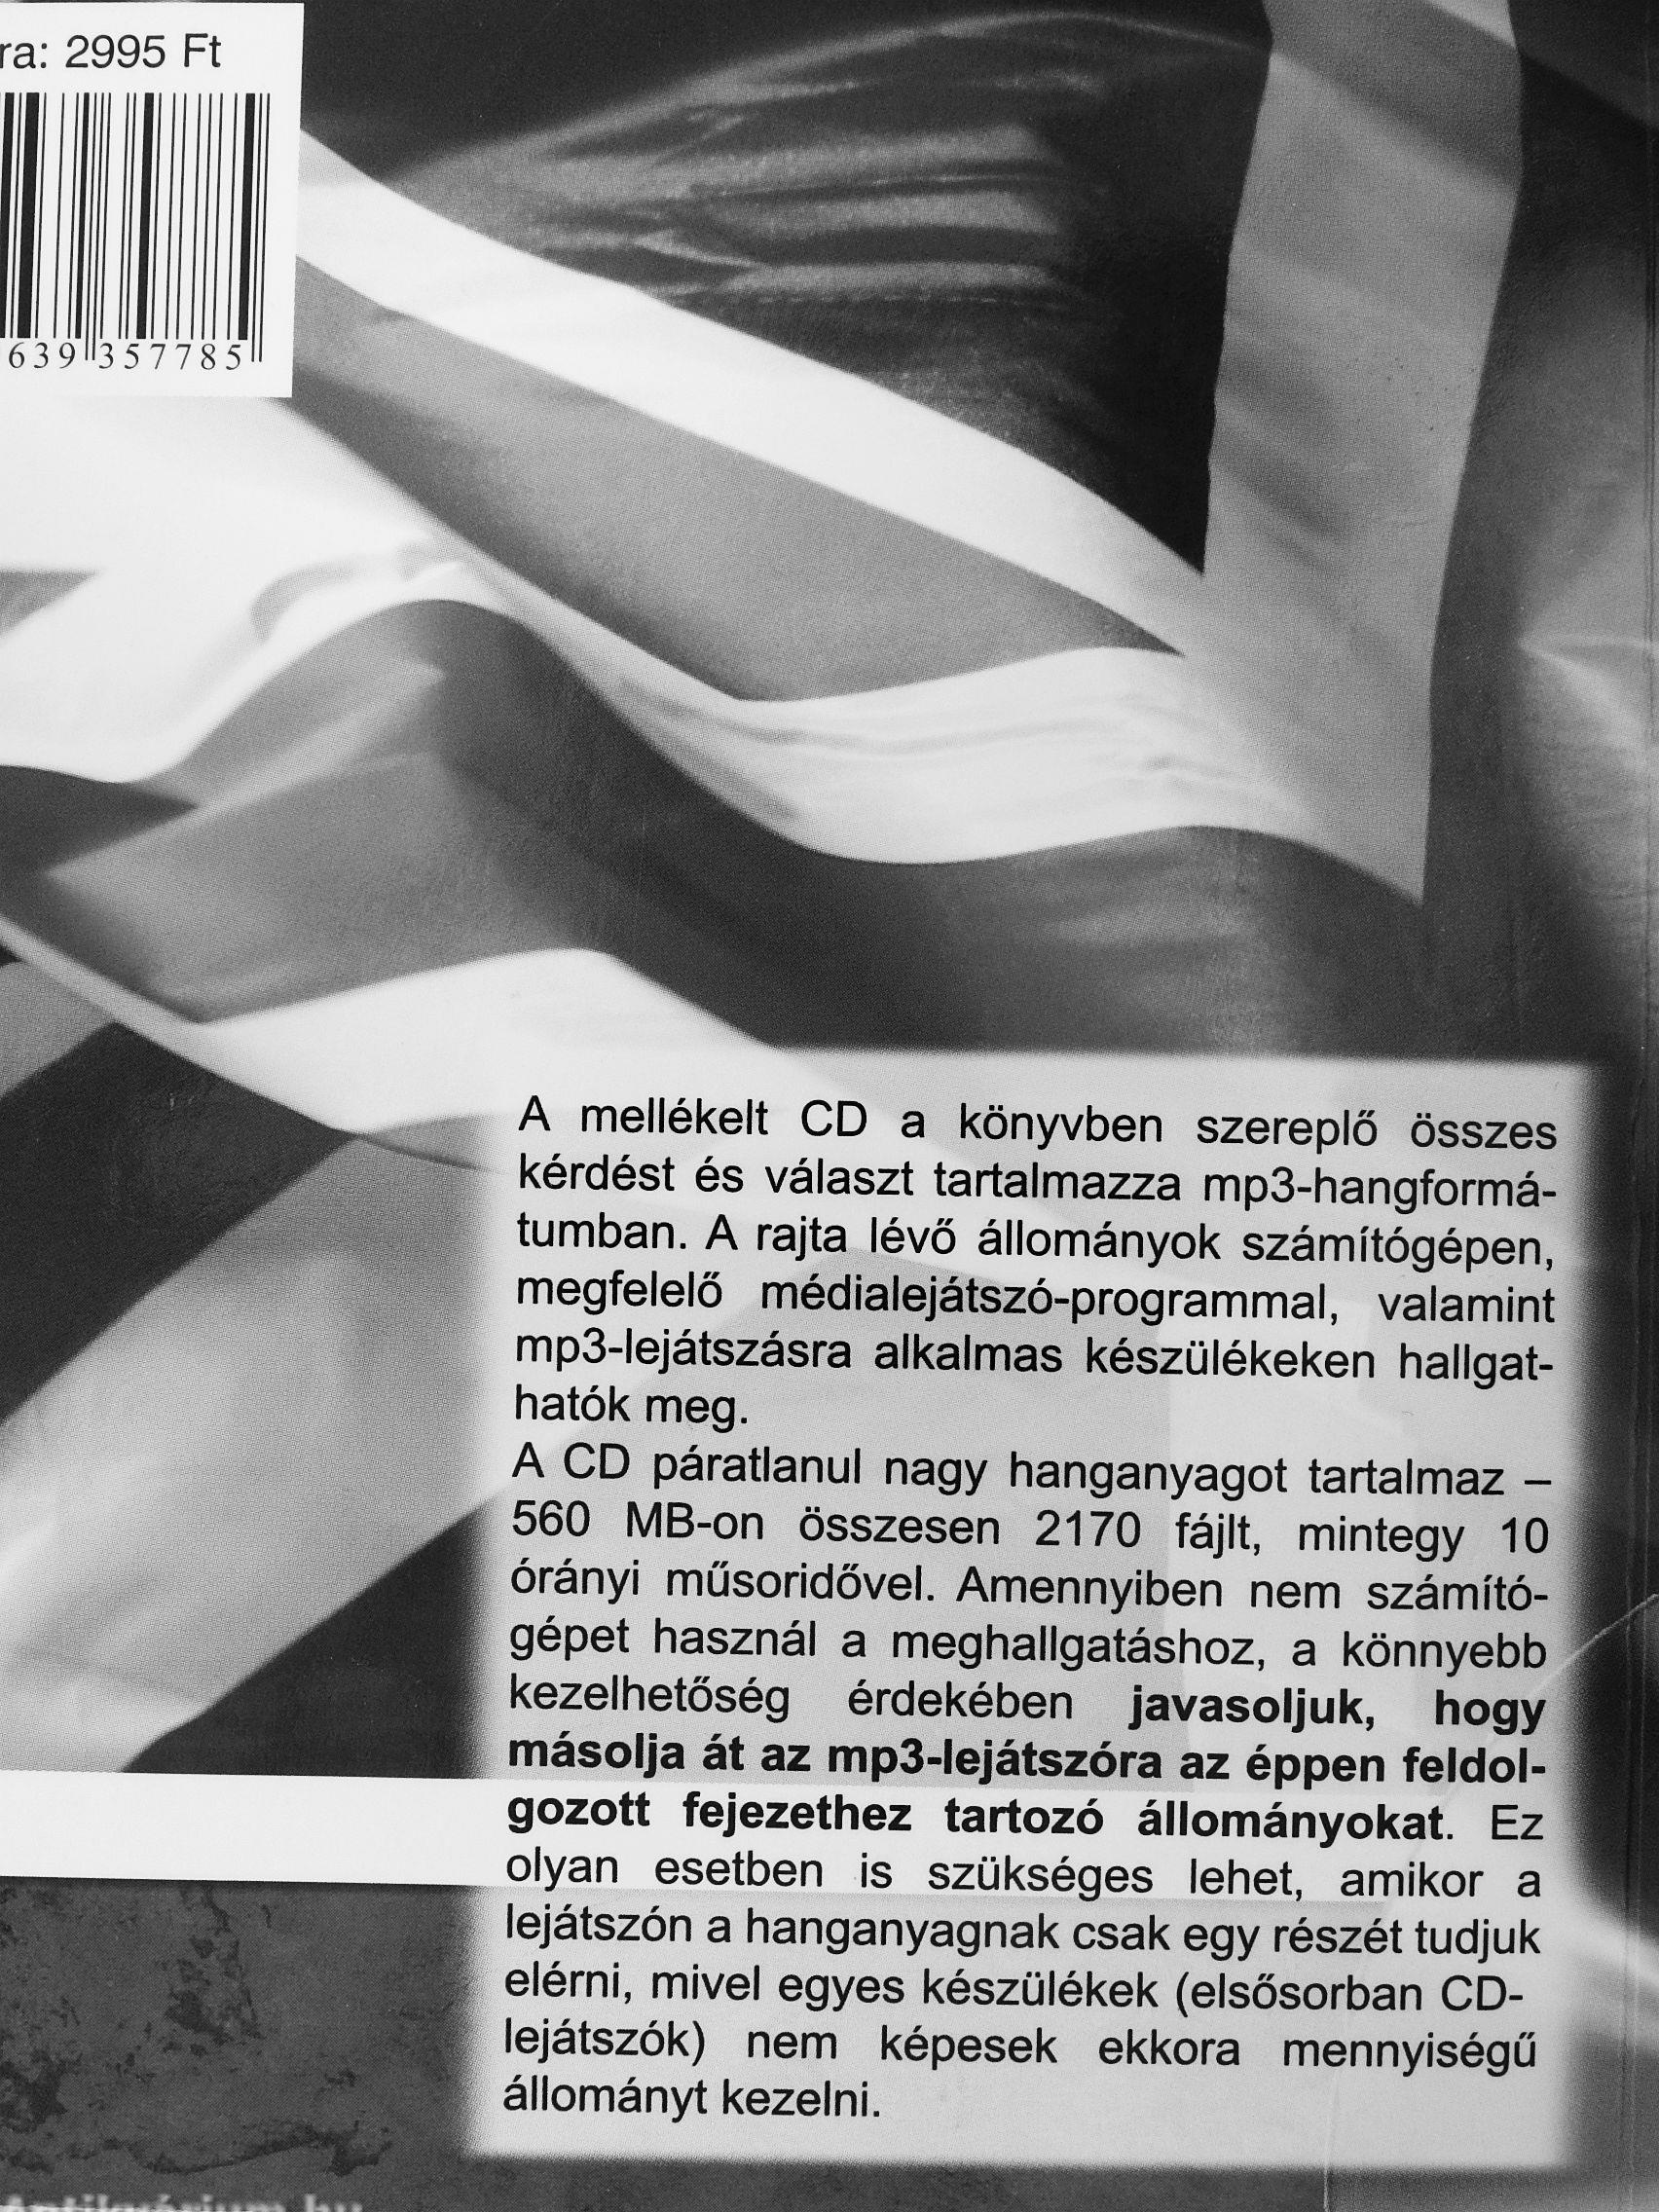 ra: 2995 Ft
639 357785
A mellékelt CD a könyvben szereplő összes
kérdést és választ tartalmazza mp3-hangformá-
tumban. A rajta lévő állományok számítógépen,
megfelelő médialejátszó-programmal, valamint
mp3-lejátszásra alkalmas készülékeken hallgat-
hatók meg.
A CD páratlanul nagy hanganyagot tartalmaz –
560 MB-on összesen 2170 fájlt, mintegy 10
órányi műsoridővel. Amennyiben nem számító-
gépet használ a meghallgatáshoz, a könnyebb
kezelhetőség érdekében javasoljuk, hogy
másolja át az mp3-lejátszóra az éppen feldol-
gozott fejezethez tartozó állományokat. Ez
olyan esetben is szükséges lehet, amikor a
lejátszón a hanganyagnak csak egy részét tudjuk
elérni, mivel egyes készülékek (elsősorban CD-
lejátszók) nem képesek ekkora mennyiségű
állományt kezelni.